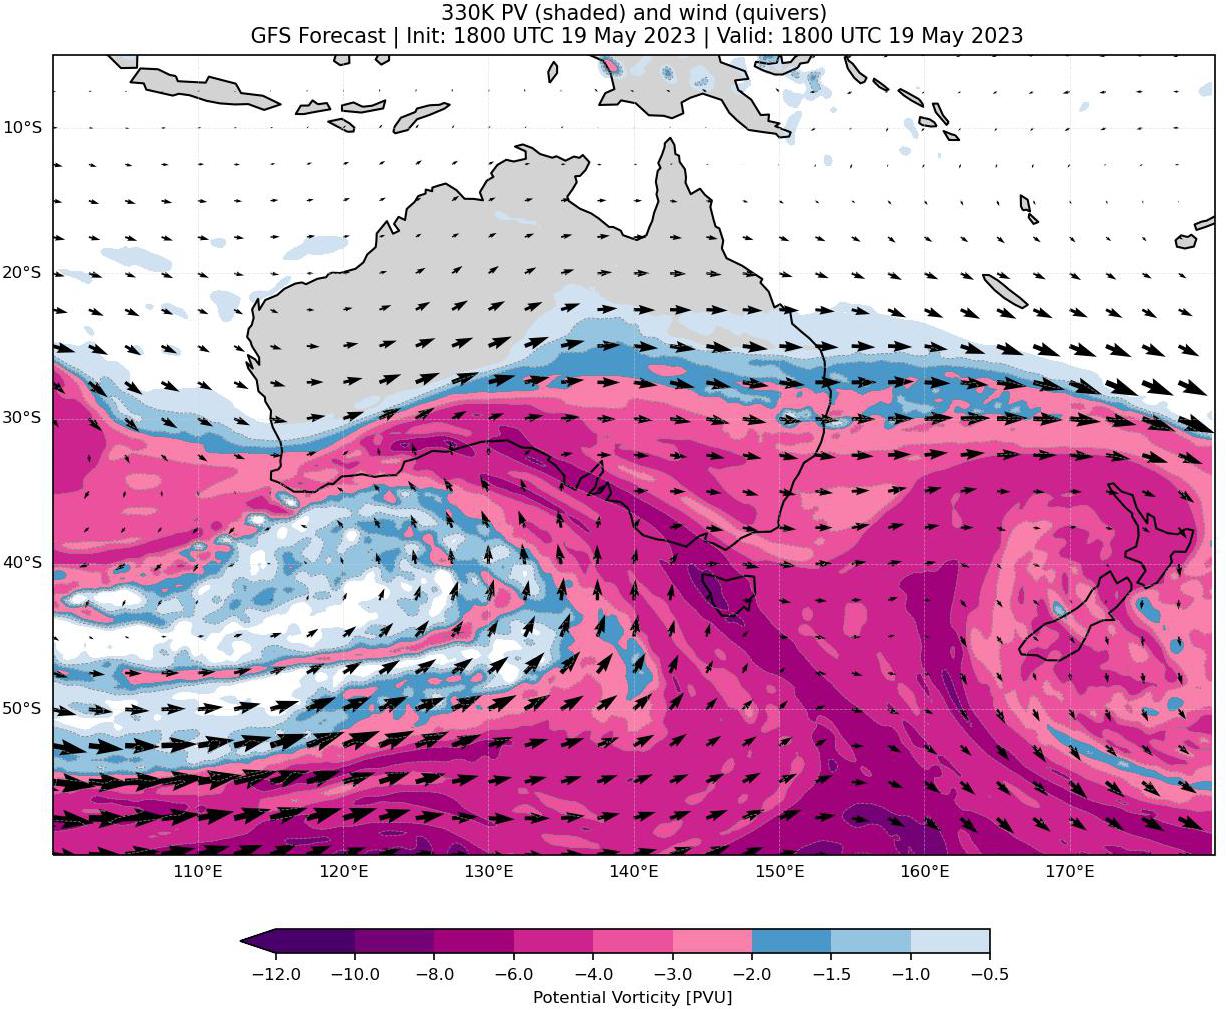 330K PV (shaded) and wind (quivers)
GFS Forecast | Init: 1800 UTC 19 May 2023 | Valid: 1800 UTC 19 May 2023
10°S
20°S
30°S
40°S
50°S
110°E 120°E 130°E 140°E 150°E 160°E 170°E
−12.0 −10.0 −8.0 −6.0 −4.0 −3.0 −2.0 −1.5 −1.0 −0.5
Potential Vorticity [PVU]